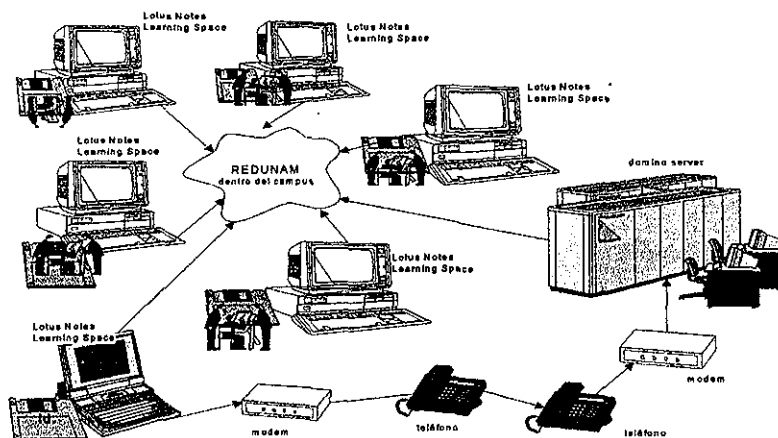 Lotus Notes
Learning Space
Lotus Notes
Learning Space
Lotus Notes
Learning Space
Lotus Notes
Learning Space
REDUNAM
dentro del campus
domino server
Lotus Notes
Learning Space
Lotus Notes
Learning Space
modem
teléfono
teléfono
modem